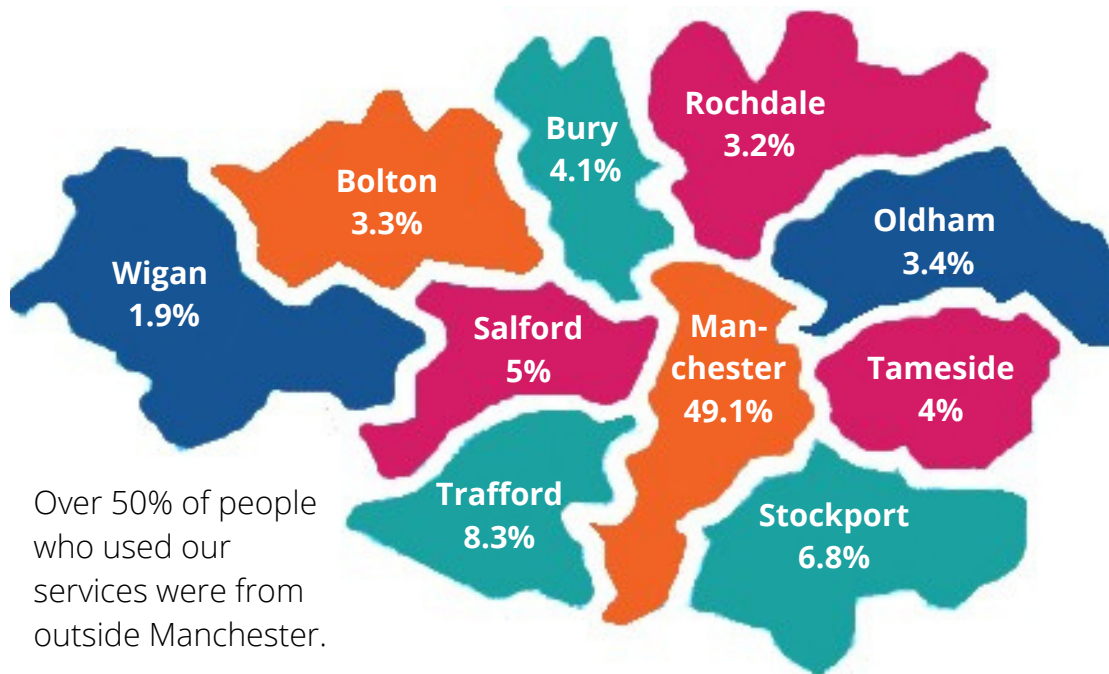 Rochdale
3.2%
Bury
4.1%
Bolton
3.3%
Oldham
3.4%
Wigan
1.9%
Salford
5%
Man-
chester
49.1%
Tameside
4%
Trafford
8.3%
Stockport
6.8%
Over 50% of people
who used our
services were from
outside Manchester.